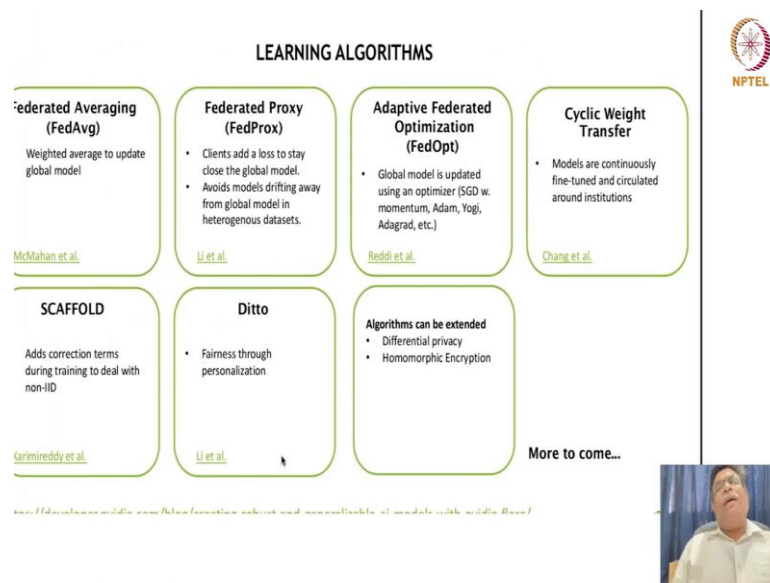 LEARNING ALGORITHMS
NPTEL
Federated Averaging
(FedAvg)
Weighted average to update
global model
McMahan et al.
Federated Proxy
(FedProx)
• Clients add a loss to stay
close the global model.
• Avoids models drifting away
from global model in
heterogenous datasets.
Li et al.
Adaptive Federated
Optimization
(FedOpt)
• Global model is updated
using an optimizer (SGD w.
momentum, Adam, Yogi,
Adagrad, etc.)
Reddi et al.
Cyclic Weight
Transfer
• Models are continuously
fine-tuned and circulated
around institutions
Chang et al.
SCAFFOLD
Adds correction terms
during training to deal with
non-IID
Karimireddy et al.
Ditto
• Fairness through
personalization
Li et al.
Algorithms can be extended
• Differential privacy
• Homomorphic Encryption
More to come...